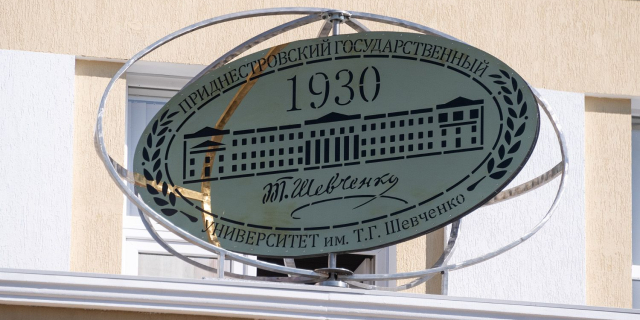 ПРИДНЕСТРОВСКИЙ ГОСУДАРСТВЕННЫЙ
1930
Т. Шевченко
УНИВЕРСИТЕТ им. Т.Г. Шевченко